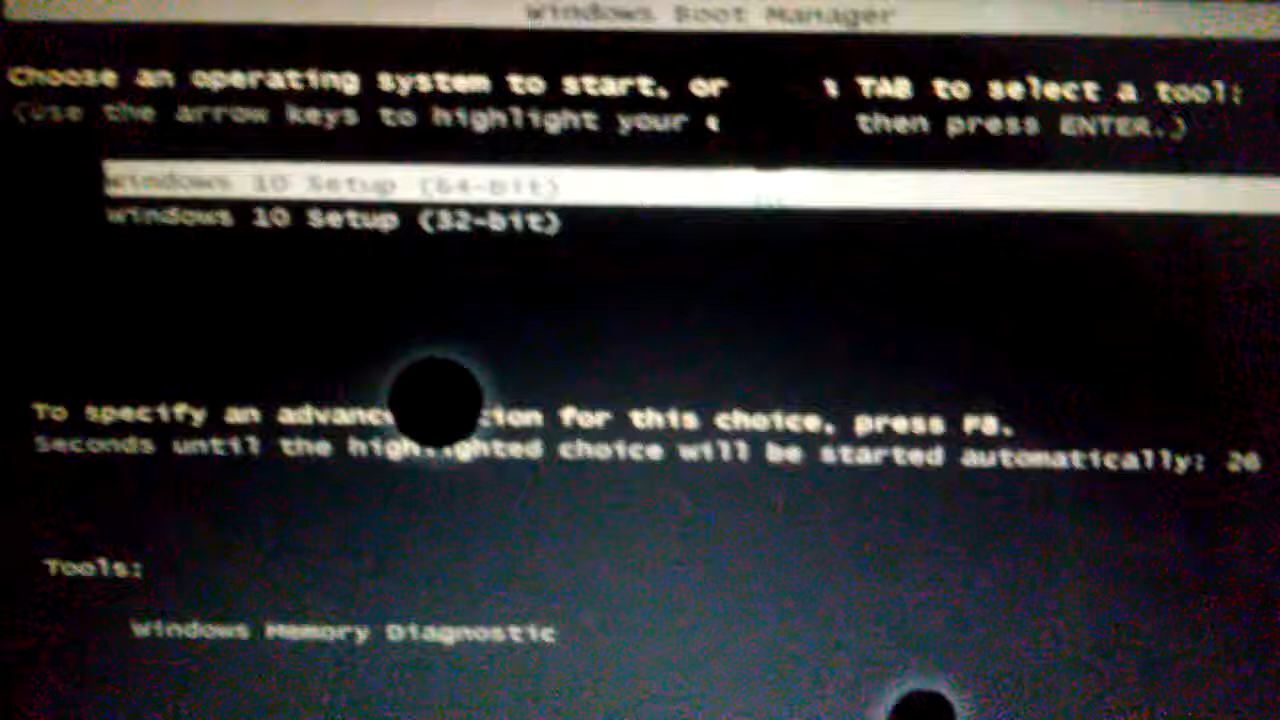 Windows Boot Manager
Choose an operating system to start, or TAB to select a tool:
(Use the arrow keys to highlight your then press ENTER.)
Windows 10 Setup (64-bit)
Windows 10 Setup (32-bit)
To specify an for this choice, press F8.
Seconds until the highlighted choice will be started automatically:
Tools:
Windows Memory Diagnostic